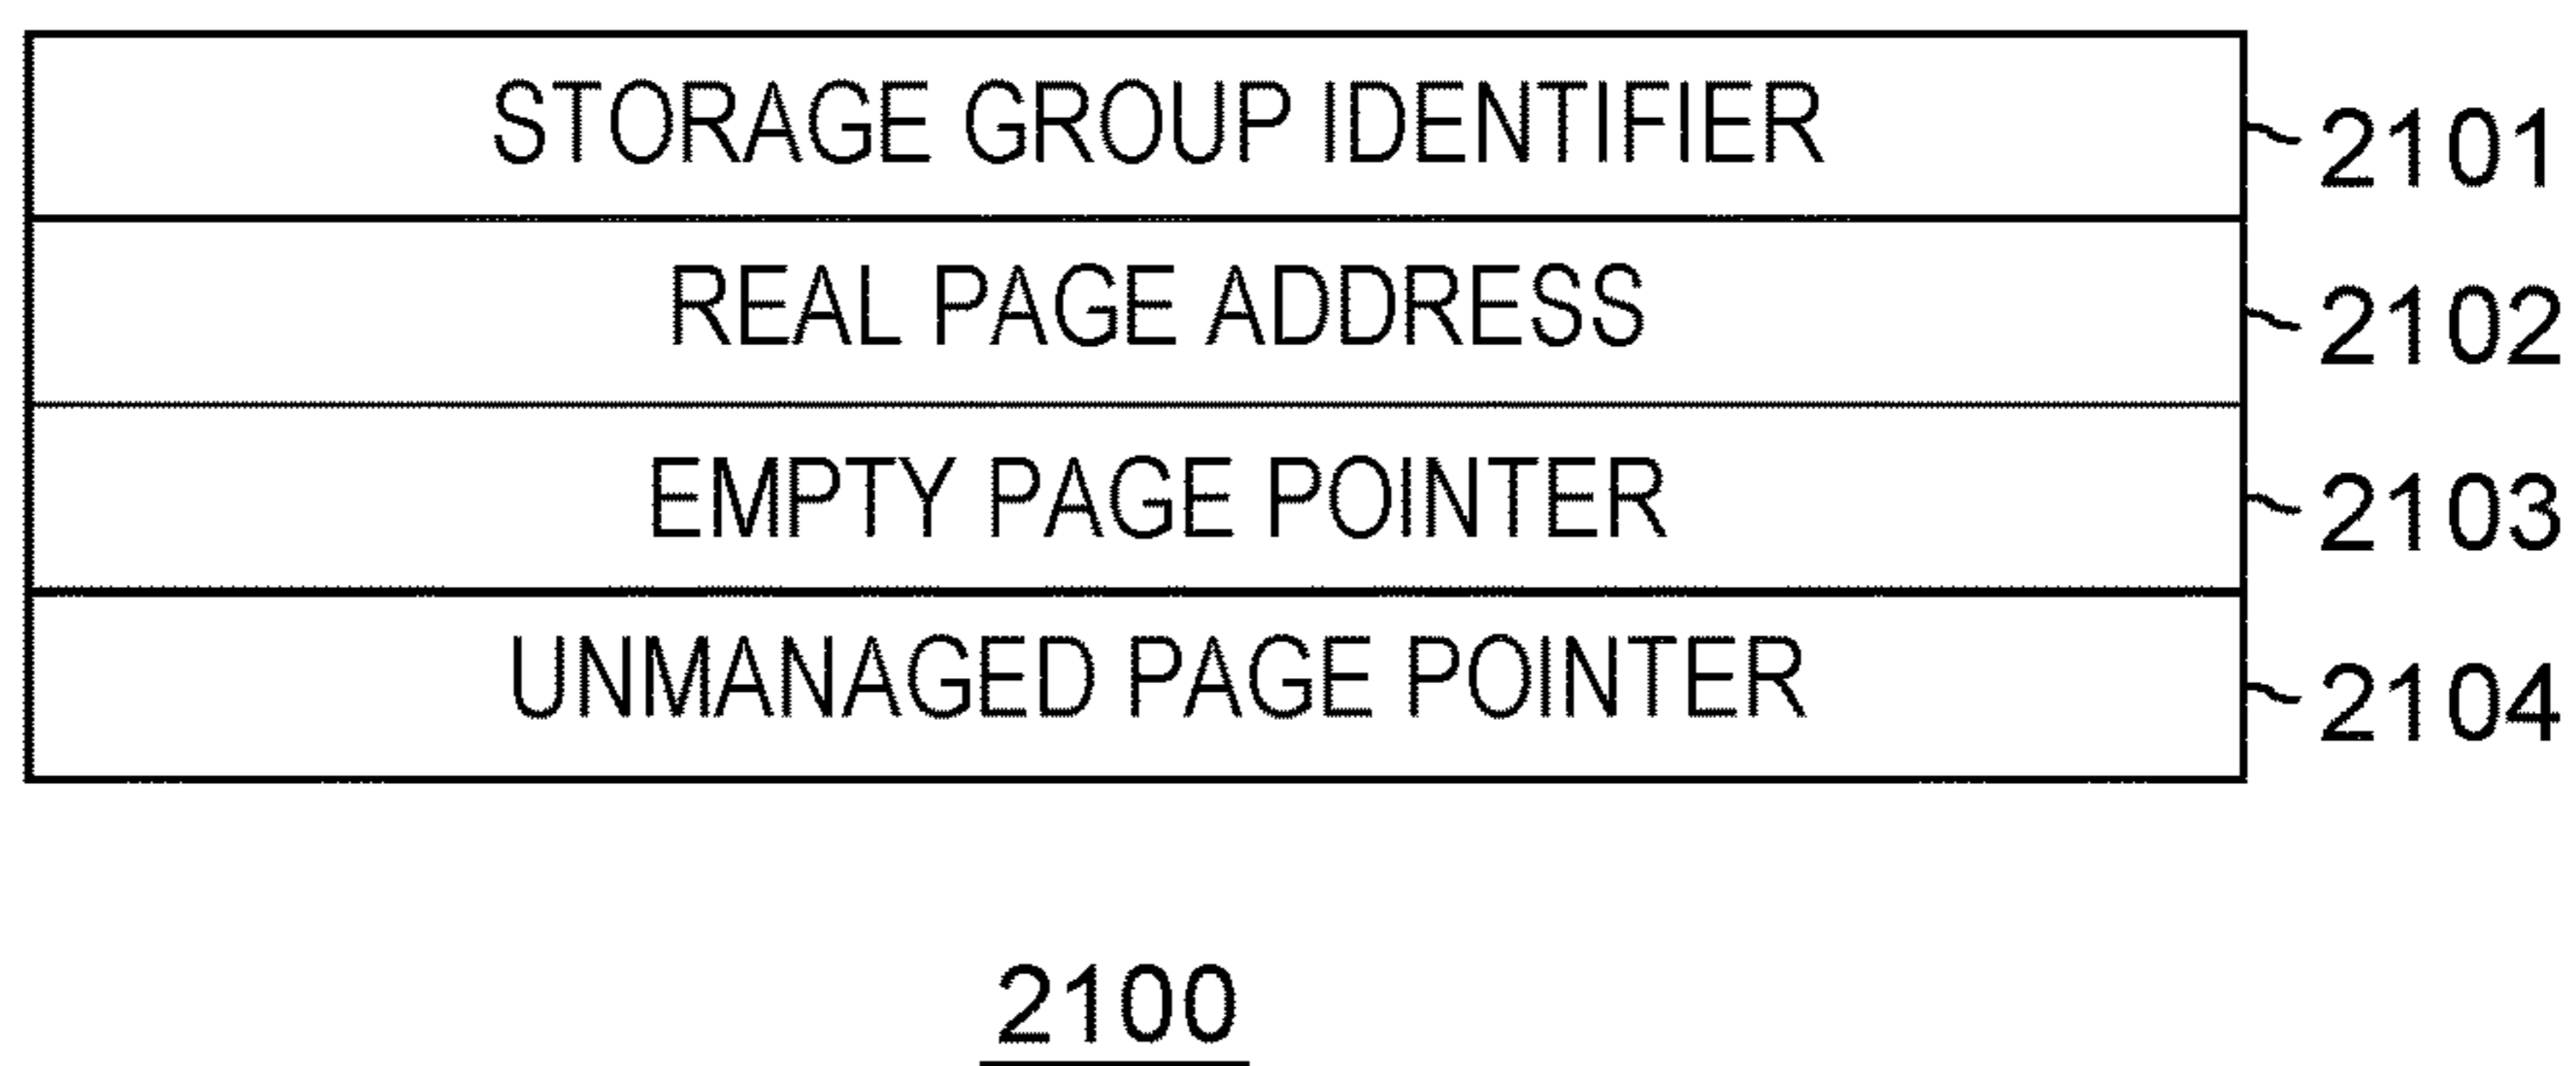 STORAGE GROUP IDENTIFIER 2101
REAL PAGE ADDRESS 2102
EMPTY PAGE POINTER 2103
UNMANAGED PAGE POINTER 2104
2100